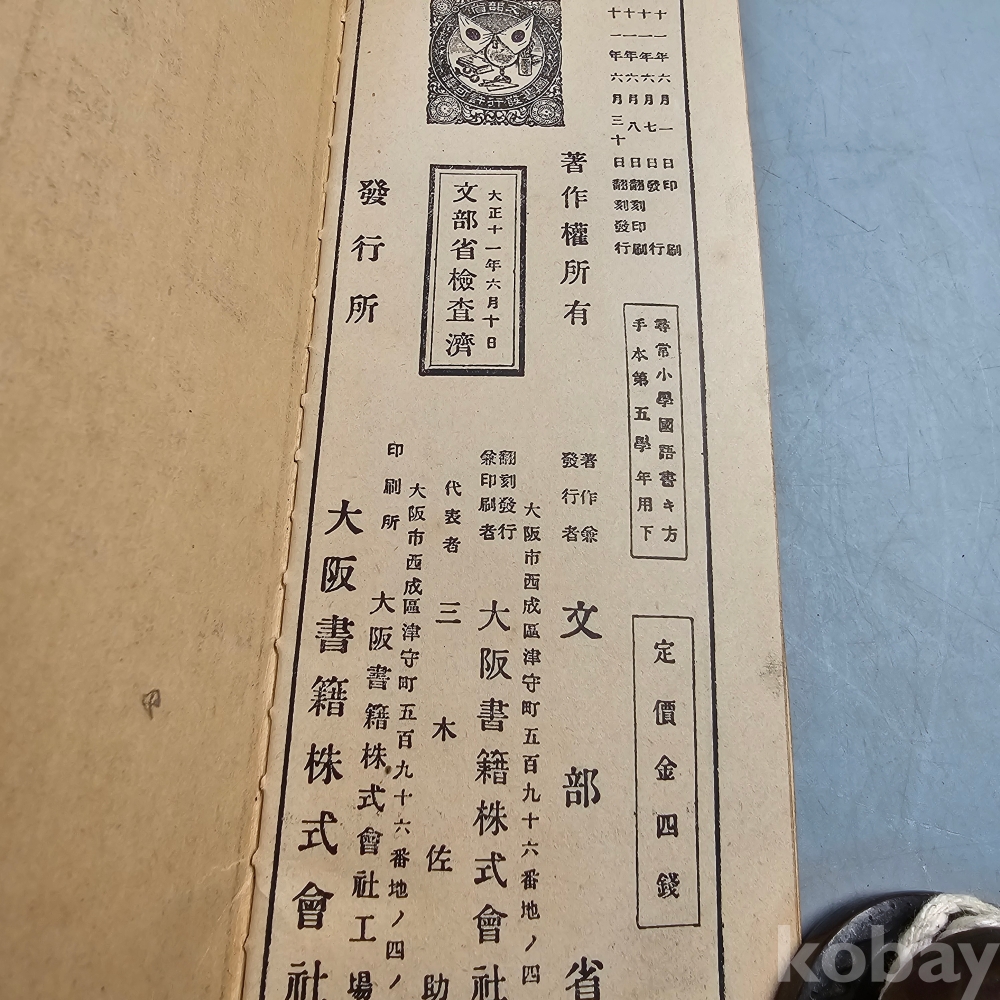 十一年六月一日印刷
十一年六月七日發行
十一年六月八日翻刻印刷
十一年六月三十日翻刻發行
尋常小學國語書キ方
手本第五學年用下
定價金四錢
著作權所有
著作兼
發行者
文部省
大正十一年六月十日
文部省檢査濟
大阪市西成區津守町五百九十六番地ノ四
翻刻發行
兼印刷者
大阪書籍株式會社
代表者
三木佐助
大阪市西成區津守町五百九十六番地ノ四ノ
印刷所
大阪書籍株式會社工場
發行所
大阪書籍株式會社
文部省
kobay